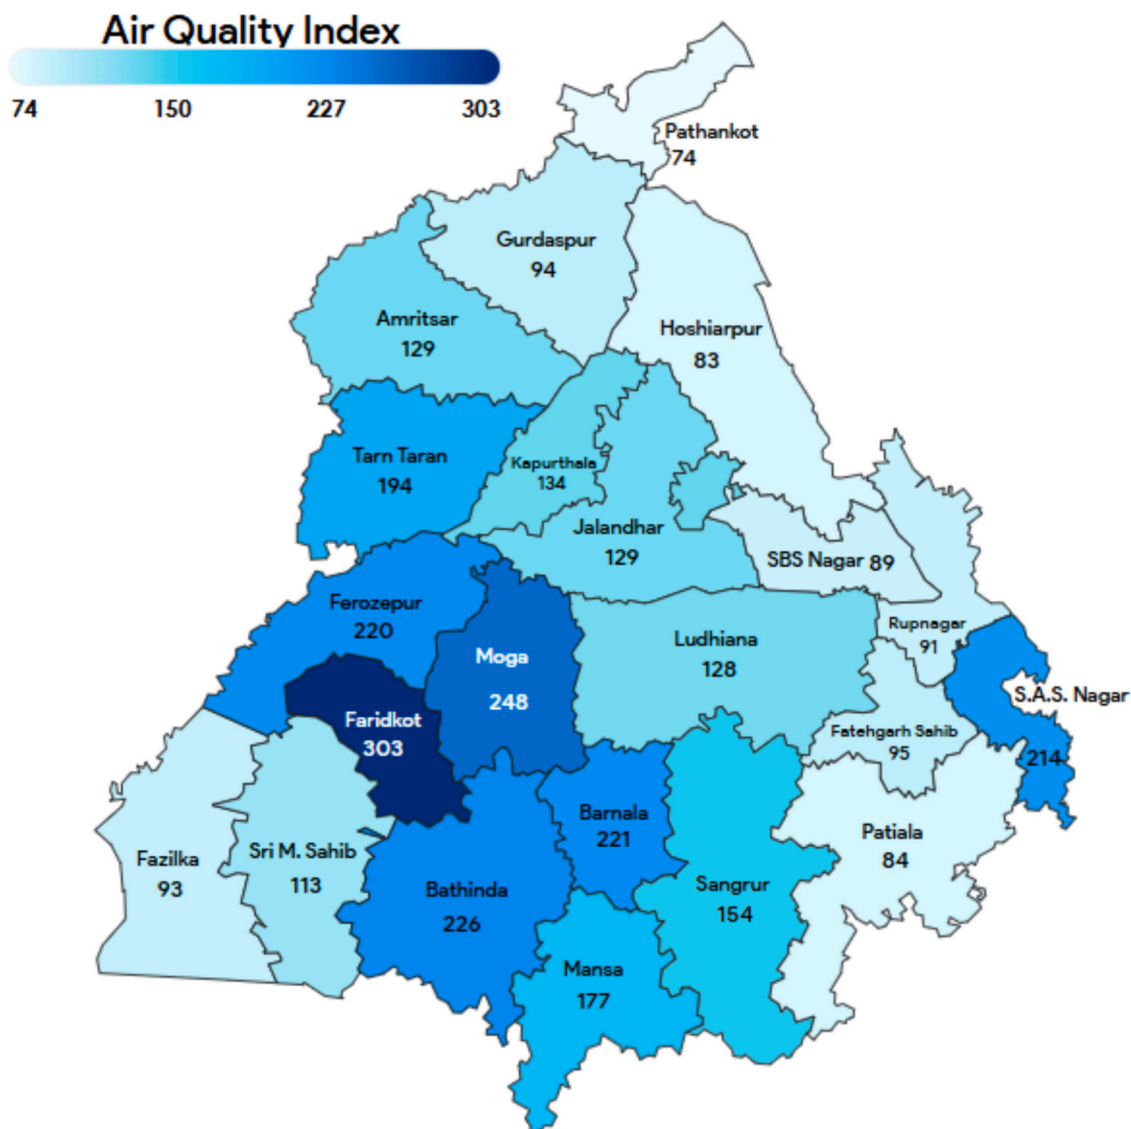 Air Quality Index
74 150 227 303
Pathankot
74
Gurdaspur
94
Hoshiarpur
83
Amritsar
129
Tarn Taran
194
Kapurthala
134
Jalandhar
129
SBS Nagar 89
Ferozepur
220
Rupnagar
91
Moga
248
Ludhiana
128
S.A.S. Nagar
214
Faridkot
303
Fatehgarh Sahib
95
Barnala
221
Patiala
84
Fazilka
93
Sri M. Sahib
113
Bathinda
226
Sangrur
154
Mansa
177